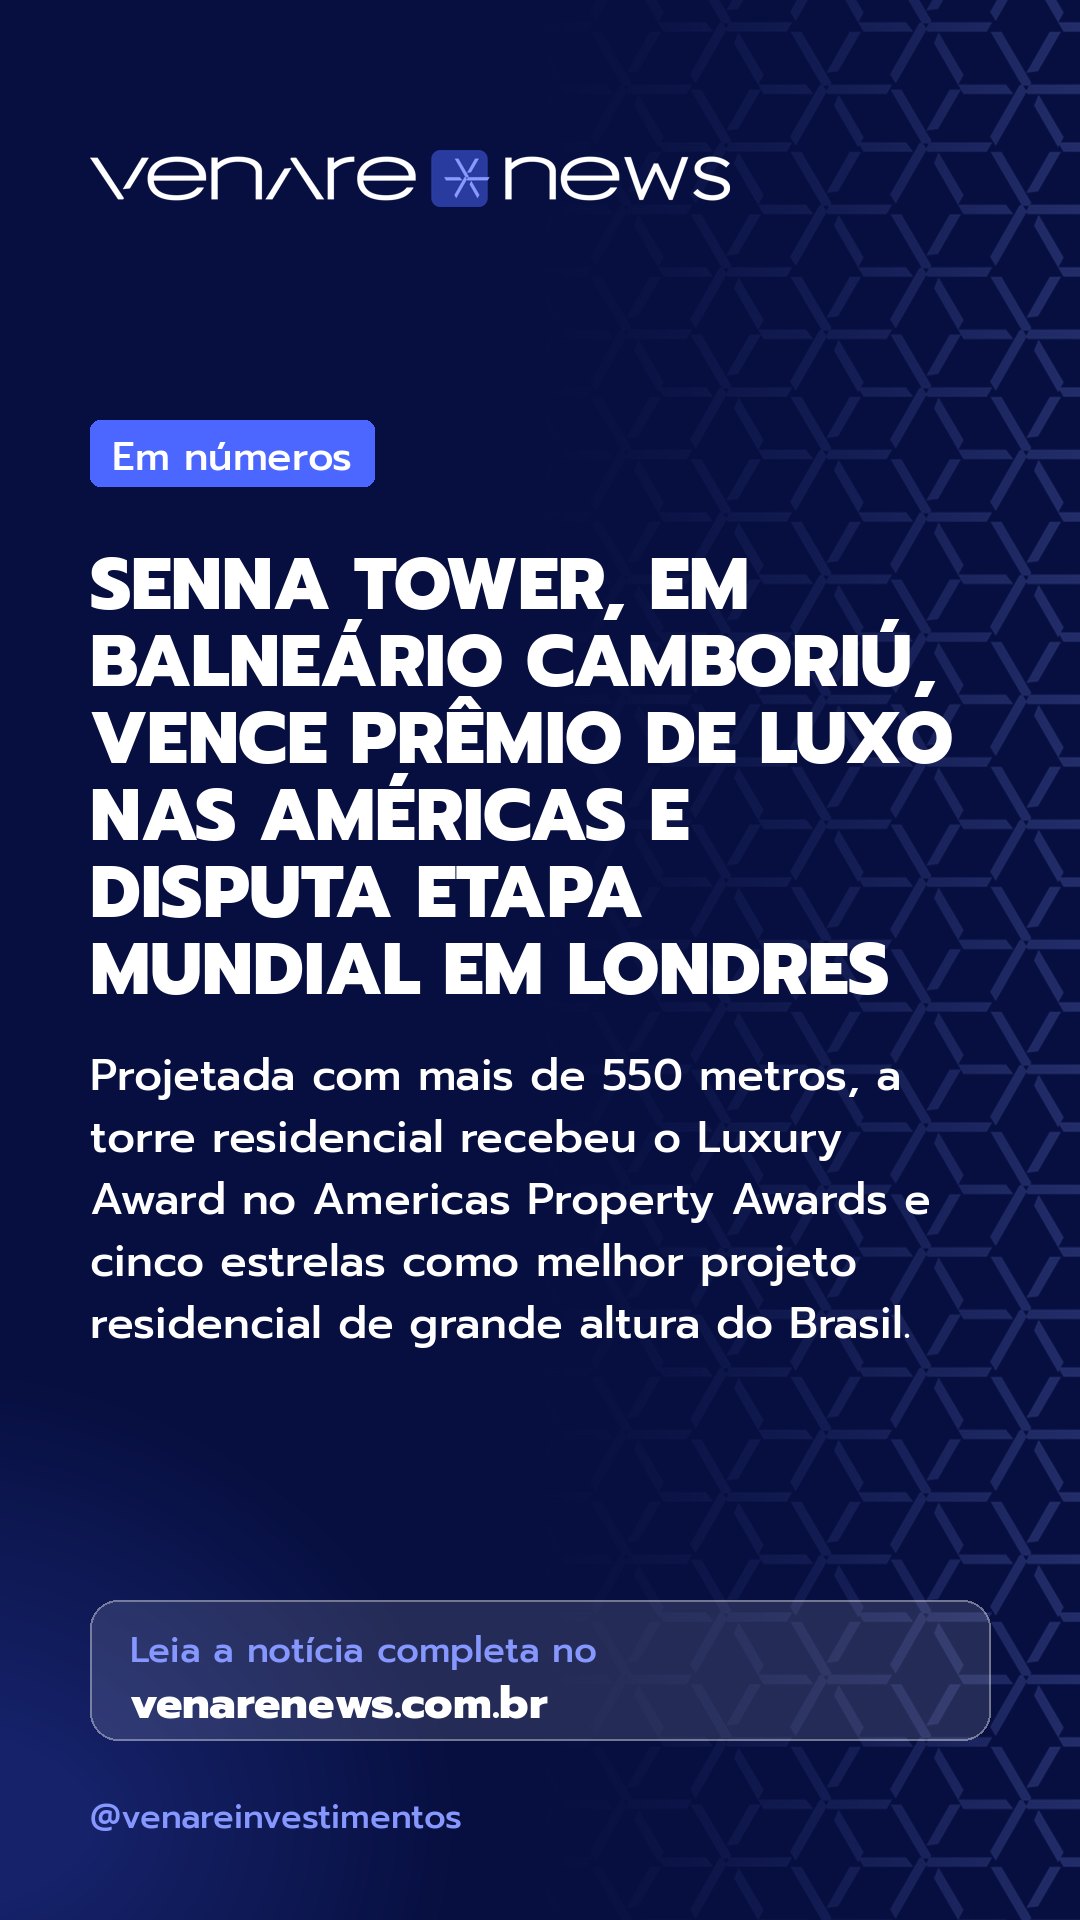 venare news
Em números
SENNA TOWER, EM
BALNEÁRIO CAMBORIÚ,
VENCE PRÊMIO DE LUXO
NAS AMÉRICAS E
DISPUTA ETAPA
MUNDIAL EM LONDRES
Projetada com mais de 550 metros, a
torre residencial recebeu o Luxury
Award no Americas Property Awards e
cinco estrelas como melhor projeto
residencial de grande altura do Brasil.
Leia a notícia completa no
venarenews.com.br
@venareinvestimentos